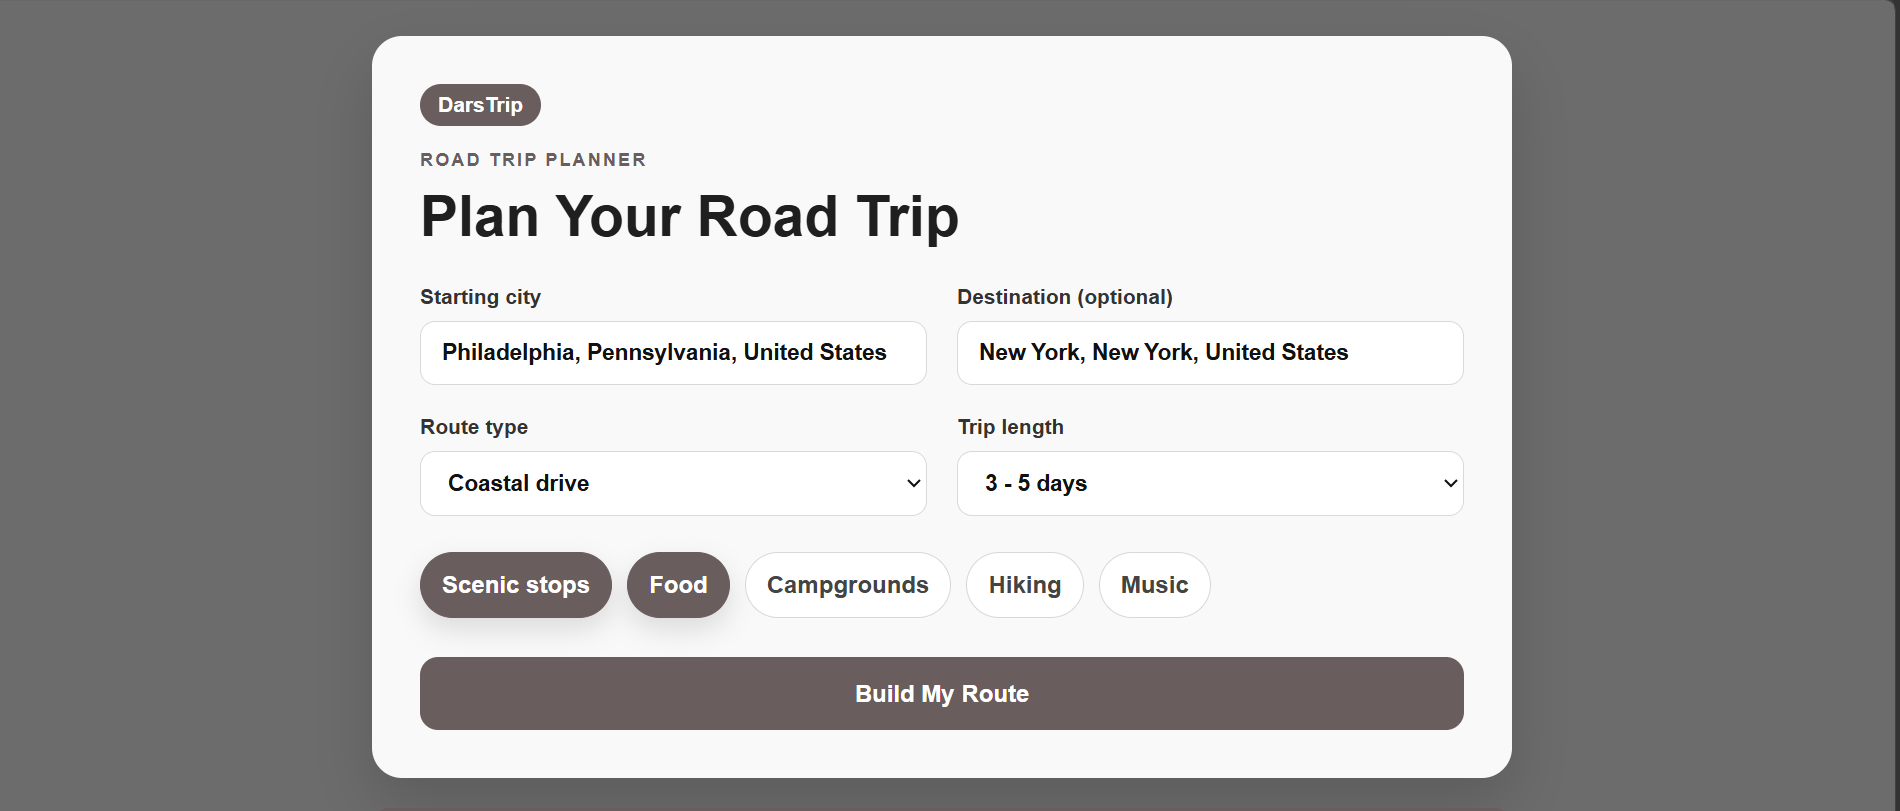 DarsTrip
ROAD TRIP PLANNER
Plan Your Road Trip
Starting city
Destination (optional)
Philadelphia, Pennsylvania, United States
New York, New York, United States
Route type
Trip length
Coastal drive
3 - 5 days
Scenic stops
Food
Campgrounds
Hiking
Music
Build My Route